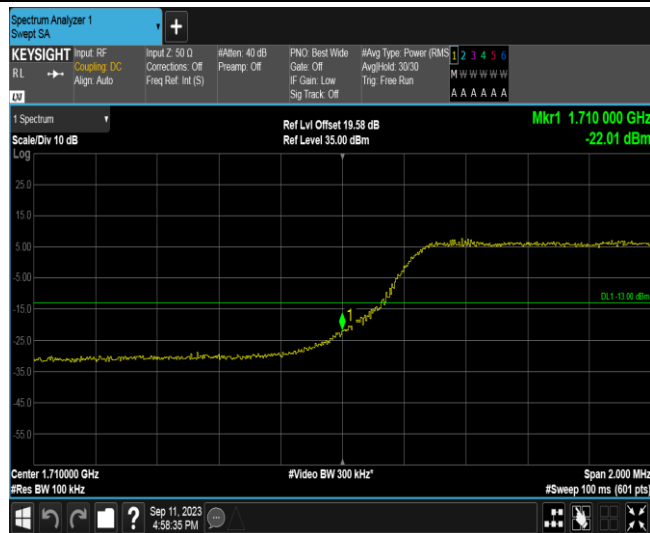 Spectrum Analyzer 1
Swept SA
+
KEYSIGHT
RL
LXI
Input: RF
Coupling: DC
Align: Auto
Input Z: 50 Ω
Corrections: Off
Freq Ref: Int (S)
#Atten: 40 dB
Preamp: Off
PNO: Best Wide
Gate: Off
IF Gain: Low
Sig Track: Off
#Avg Type: Power (RMS
Avg|Hold: 30/30
Trig: Free Run
1 2 3 4 5 6
M W W W W W
A A A A A A
1 Spectrum
Scale/Div 10 dB
Log
Ref Lvl Offset 19.58 dB
Ref Level 35.00 dBm
Mkr1 1.710 000 GHz
-22.01 dBm
25.0
15.0
5.00
-5.00
-15.0
-25.0
-35.0
-45.0
-55.0
DL1 -13.00 dBm
1
Center 1.710000 GHz
#Res BW 100 kHz
#Video BW 300 kHz*
Span 2.000 MHz
#Sweep 100 ms (601 pts)
?
Sep 11, 2023
4:58:35 PM